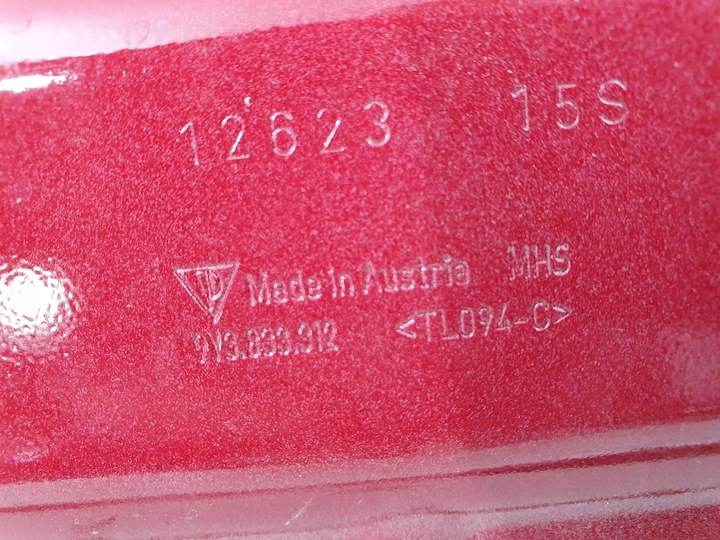 12623 15S
Made in Austria MHS
9Y3.833.312 <TL094-C>